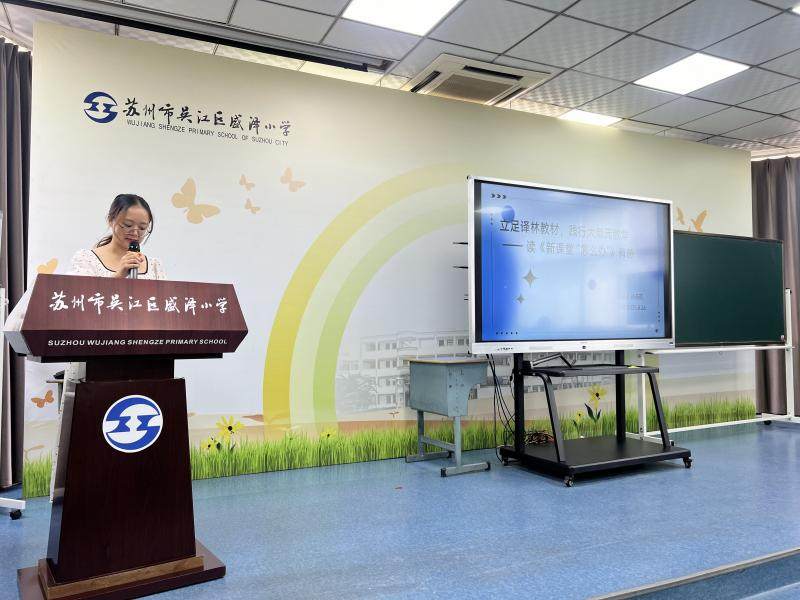 苏州市吴江区盛泽小学
WUJIANG SHENGZE PRIMARY SCHOOL OF SUZHOU CITY
立足译林教材，践行大单元教学
—— 读《新课堂“怎么办”》有感
苏州市吴江区盛泽小学
SUZHOU WUJIANG SHENGZE PRIMARY SCHOOL